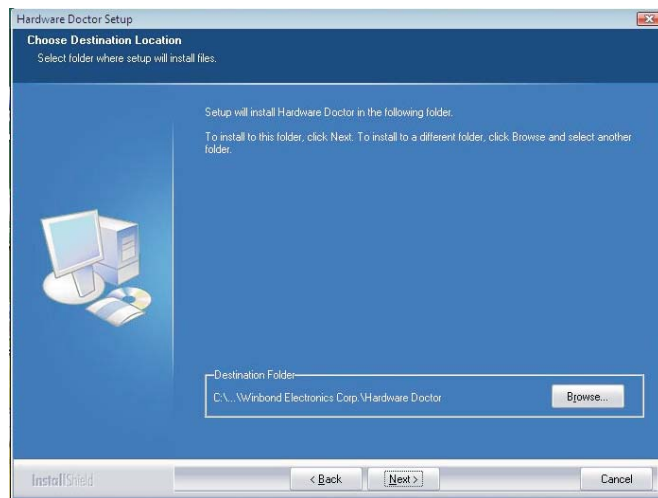 Hardware Doctor Setup
Choose Destination Location
Select folder where setup will install files.
Setup will install Hardware Doctor in the following folder.
To install to this folder, click Next. To install to a different folder, click Browse and select another
folder.
Destination Folder
C:\...\Winbond Electronics Corp.\Hardware Doctor
Browse...
InstallShield
< Back
Next >
Cancel